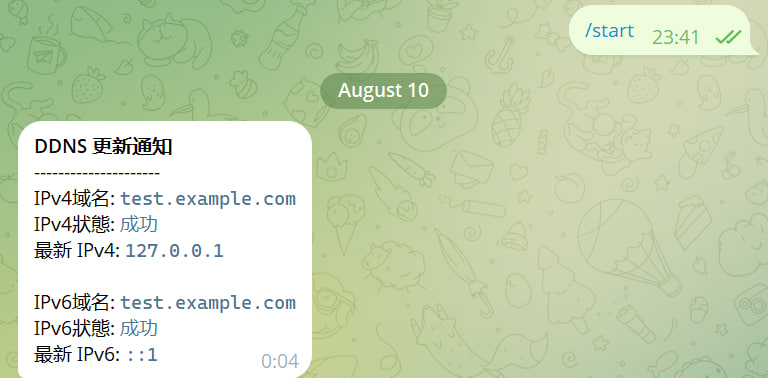 /start 23:41
August 10
DDNS 更新通知
---------------------
IPv4域名: test.example.com
IPv4狀態: 成功
最新 IPv4: 127.0.0.1
IPv6域名: test.example.com
IPv6狀態: 成功
最新 IPv6: ::1
0:04